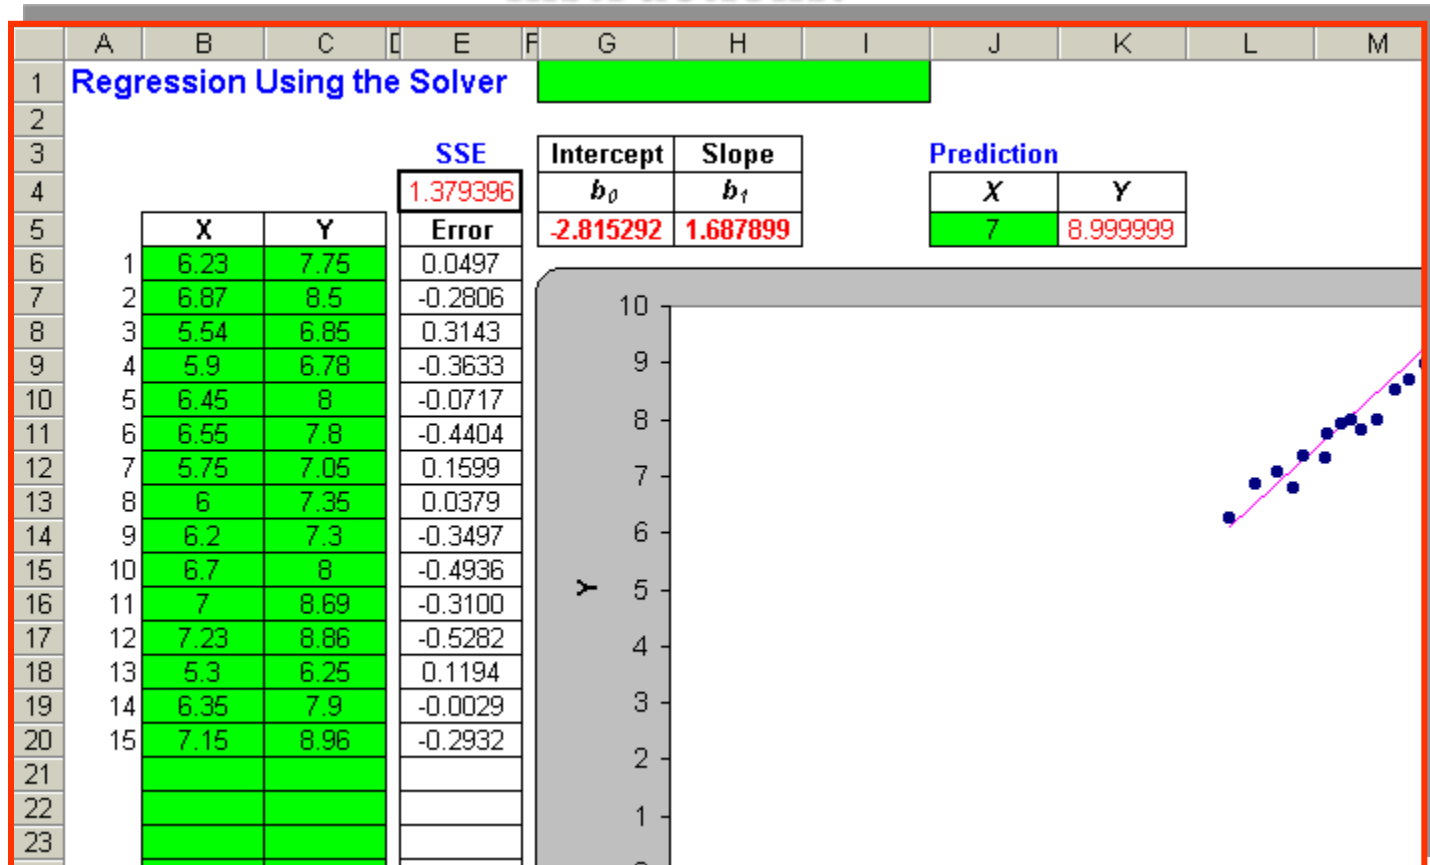 A B C D E F G H I J K L M
1 Regression Using the Solver
2
3 SSE Intercept Slope Prediction
4 1.379396 b₀ b₁ X Y
5 X Y Error -2.815292 1.687899 7 8.999999
6 1 6.23 7.75 0.0497
7 2 6.87 8.5 -0.2806
8 3 5.54 6.85 0.3143
9 4 5.9 6.78 -0.3633
10 5 6.45 8 -0.0717
11 6 6.55 7.8 -0.4404
12 7 5.75 7.05 0.1599
13 8 6 7.35 0.0379
14 9 6.2 7.3 -0.3497
15 10 6.7 8 -0.4936
16 11 7 8.69 -0.3100
17 12 7.23 8.86 -0.5282
18 13 5.3 6.25 0.1194
19 14 6.35 7.9 -0.0029
20 15 7.15 8.96 -0.2932
21
22
23
10
9
8
7
6
Y 5
4
3
2
1